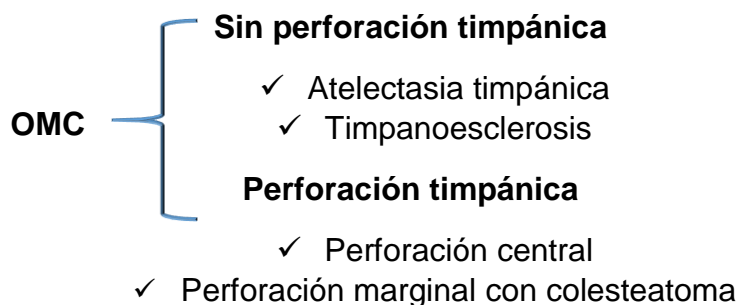 Sin perforación timpánica
✓ Atelectasia timpánica
OMC
✓ Timpanoesclerosis
Perforación timpánica
✓ Perforación central
✓ Perforación marginal con colesteatoma